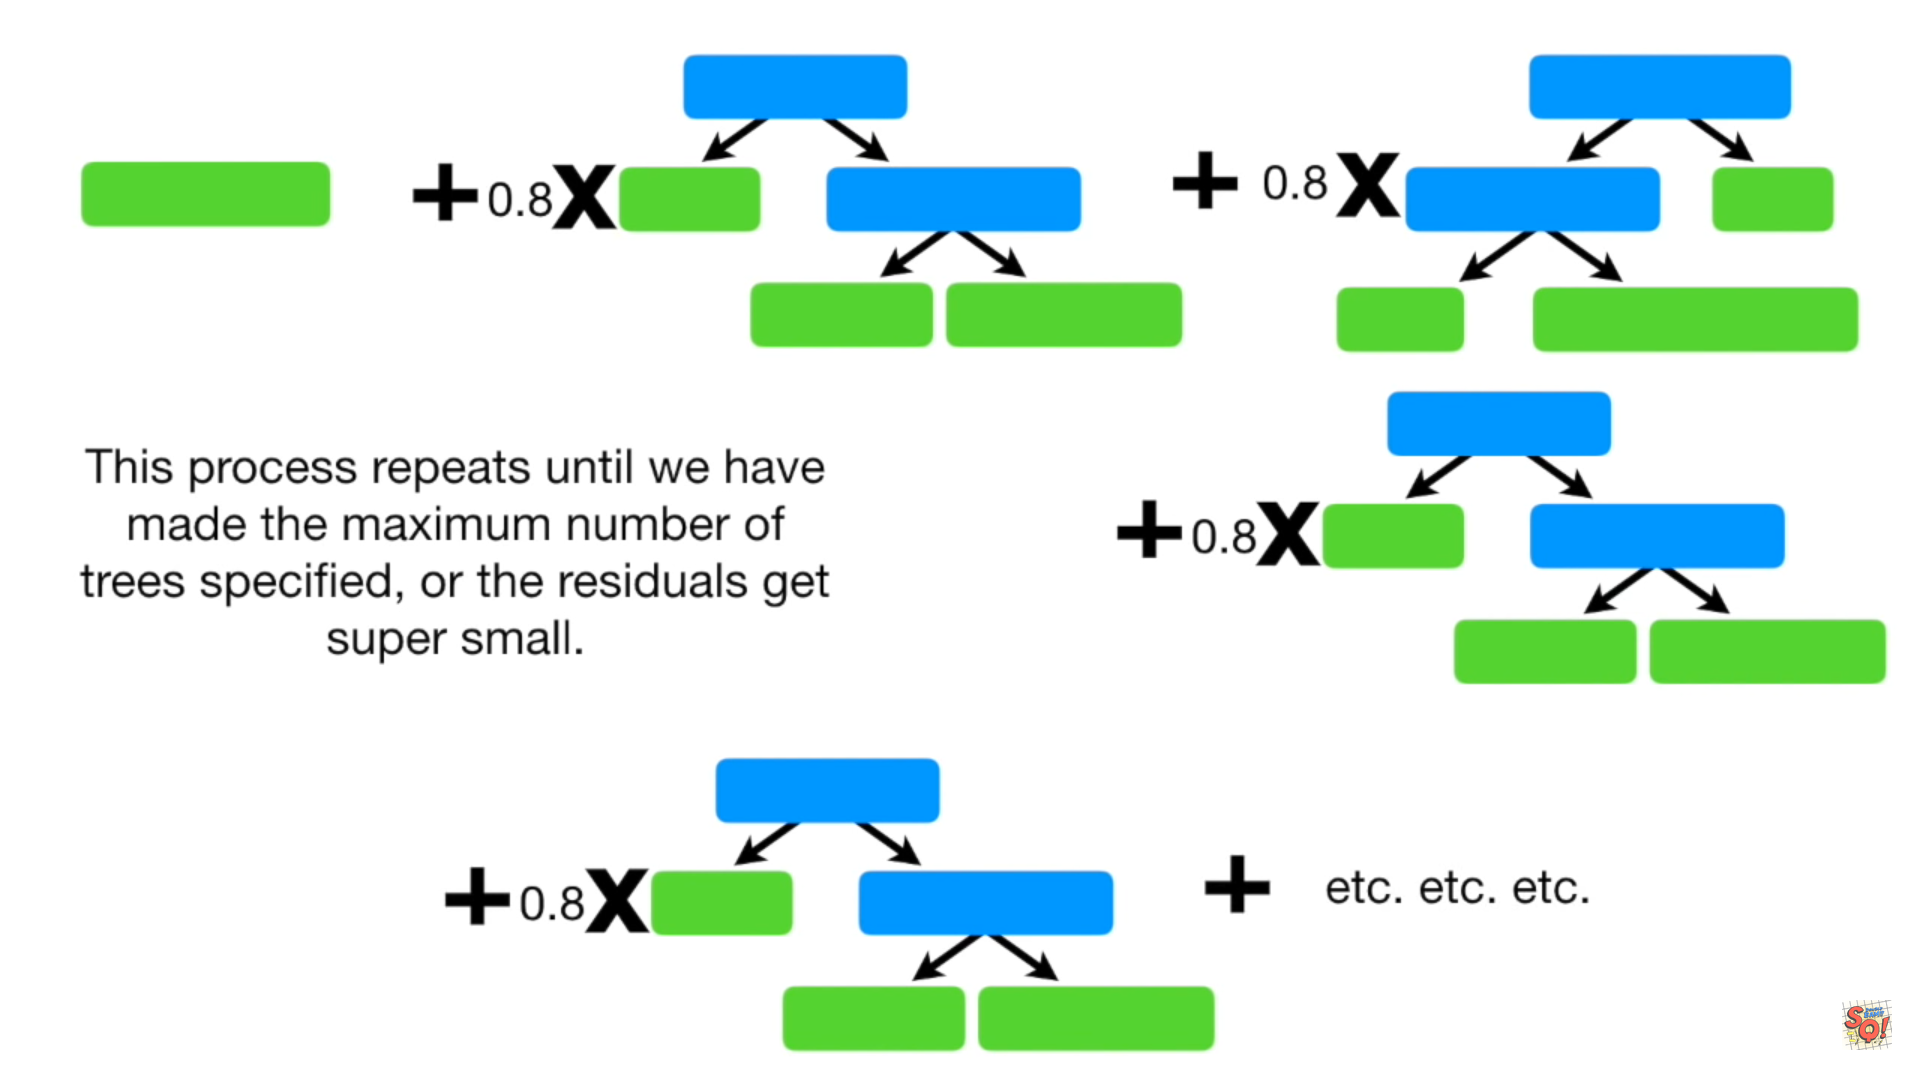 + 0.8 X
+ 0.8 X
This process repeats until we have
made the maximum number of
trees specified, or the residuals get
super small.
+ 0.8 X
+ 0.8 X
+ etc. etc. etc.
SQ!